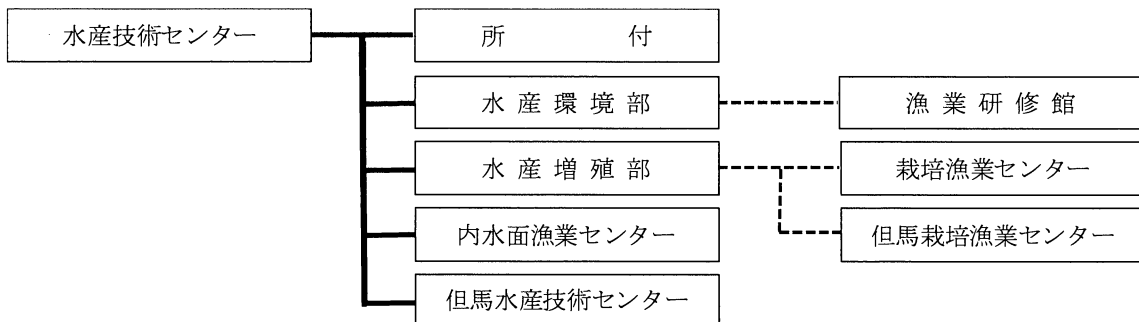 水産技術センター
所　付
水産環境部
漁業研修館
水産増殖部
栽培漁業センター
内水面漁業センター
但馬栽培漁業センター
但馬水産技術センター